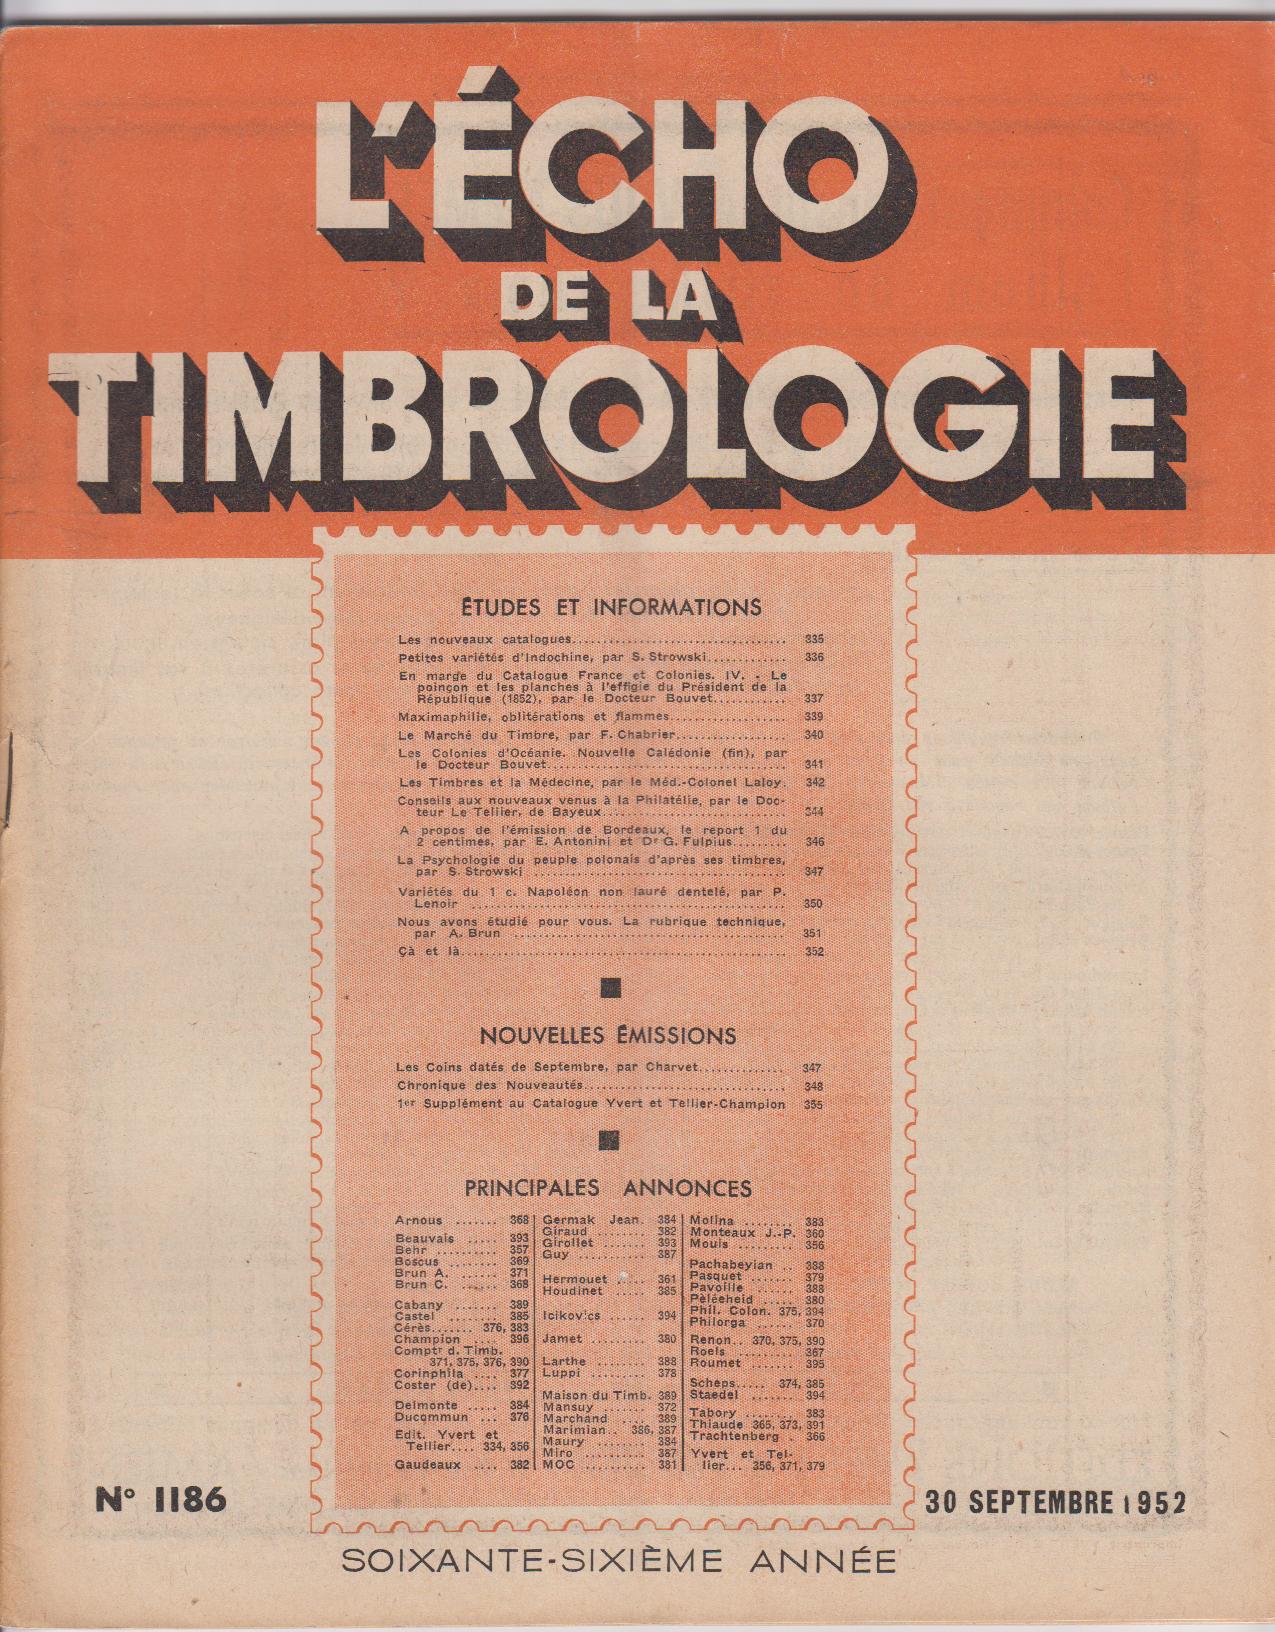 L'ÉCHO
DE LA
TIMBROLOGIE
ÉTUDES ET INFORMATIONS
Les nouveaux catalogues................................... 335
Petites variétés d'Indochine, par S. Strowski............. 336
En marge du Catalogue France et Colonies. IV. - Le
poinçon et les planches à l'effigie du Président de la
République (1852), par le Docteur Bouvet............ 337
Maximaphilie, oblitérations et flammes................... 339
Le Marché du Timbre, par F. Chabrier.................. 340
Les Colonies d'Océanie. Nouvelle Calédonie (fin), par
le Docteur Bouvet....................................... 341
Les Timbres et la Médecine, par le Méd.-Colonel Laloy. 342
Conseils aux nouveaux venus à la Philatélie, par le Doc-
teur Le Tellier, de Bayeux.............................. 344
A propos de l'émission de Bordeaux, le report 1 du
2 centimes, par E. Antonini et Dr G. Fulpius......... 346
La Psychologie du peuple polonais d'après ses timbres,
par S. Strowski ......................................... 347
Variétés du 1 c. Napoléon non lauré dentelé, par P.
Lenoir .................................................... 350
Nous avons étudié pour vous. La rubrique technique,
par A. Brun ............................................ 351
Çà et là..................................................... 352
NOUVELLES ÉMISSIONS
Les Coins datés de Septembre, par Charvet.............. 347
Chronique des Nouveautés................................. 348
1er Supplément au Catalogue Yvert et Tellier-Champion 355
PRINCIPALES ANNONCES
Arnous ....... 368
Beauvais ..... 393
Behr .......... 357
Boscus ........ 369
Brun A. ...... 371
Brun C. ...... 368
Cabany ....... 389
Castel ........ 385
Cérès....... 376, 383
Champion .... 396
Comptr d. Timb.
371, 375, 376, 390
Corinphila .... 377
Coster (de).... 392
Delmonte ..... 384
Ducommun ... 376
Edit. Yvert et
Tellier.... 334, 356
Gaudeaux .... 382
Germak Jean. 384
Giraud ........ 382
Girollet ....... 393
Guy ........... 387
Hermouet ..... 361
Houdinet ..... 385
Icikovics ...... 394
Jamet ......... 380
Larthe ........ 388
Luppi ......... 378
Maison du Timb. 389
Mansuy ...... 372
Marchand .... 389
Marimian.. 386, 387
Maury ........ 384
Miro .......... 387
MOC .......... 381
Molina ........ 383
Monteaux J.-P. 360
Mouis ......... 356
Pachabeyian .. 388
Pasquet ....... 379
Pavoille ...... 388
Pèléeheid ..... 380
Phil. Colon. 375, 394
Philorga ...... 370
Renon.. 370, 375, 390
Roels ......... 367
Roumet ....... 395
Scheps..... 374, 385
Staedel ....... 394
Tabory ........ 383
Thiaude 365, 373, 391
Trachtenberg . 366
Yvert et Tel-
lier... 356, 371, 379
N° 1186
30 SEPTEMBRE 1952
SOIXANTE-SIXIÈME ANNÉE